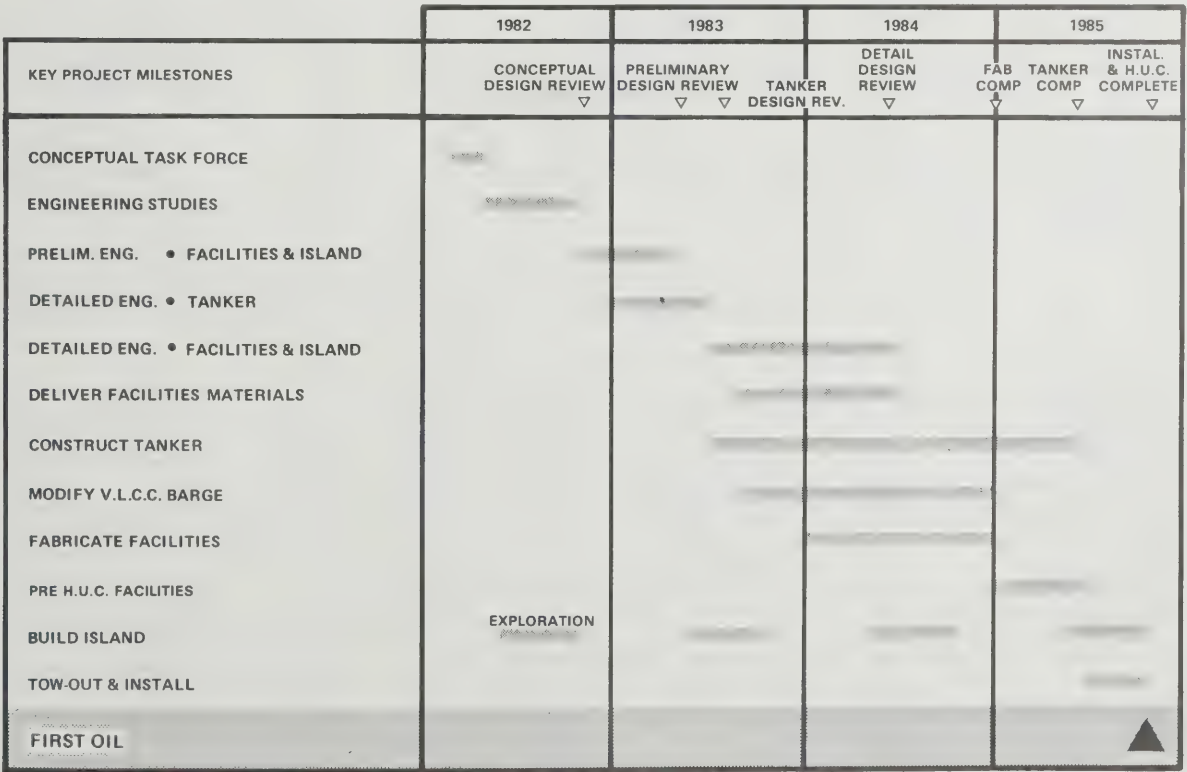 1982 1983 1984 1985
KEY PROJECT MILESTONES
CONCEPTUAL
DESIGN REVIEW
PRELIMINARY
DESIGN REVIEW
TANKER
DESIGN REV.
DETAIL
DESIGN
REVIEW
FAB
COMP
TANKER
COMP
INSTAL.
& H.U.C.
COMPLETE
CONCEPTUAL TASK FORCE
ENGINEERING STUDIES
PRELIM. ENG. • FACILITIES & ISLAND
DETAILED ENG. • TANKER
DETAILED ENG. • FACILITIES & ISLAND
DELIVER FACILITIES MATERIALS
CONSTRUCT TANKER
MODIFY V.L.C.C. BARGE
FABRICATE FACILITIES
PRE H.U.C. FACILITIES
BUILD ISLAND
EXPLORATION
TOW-OUT & INSTALL
FIRST OIL